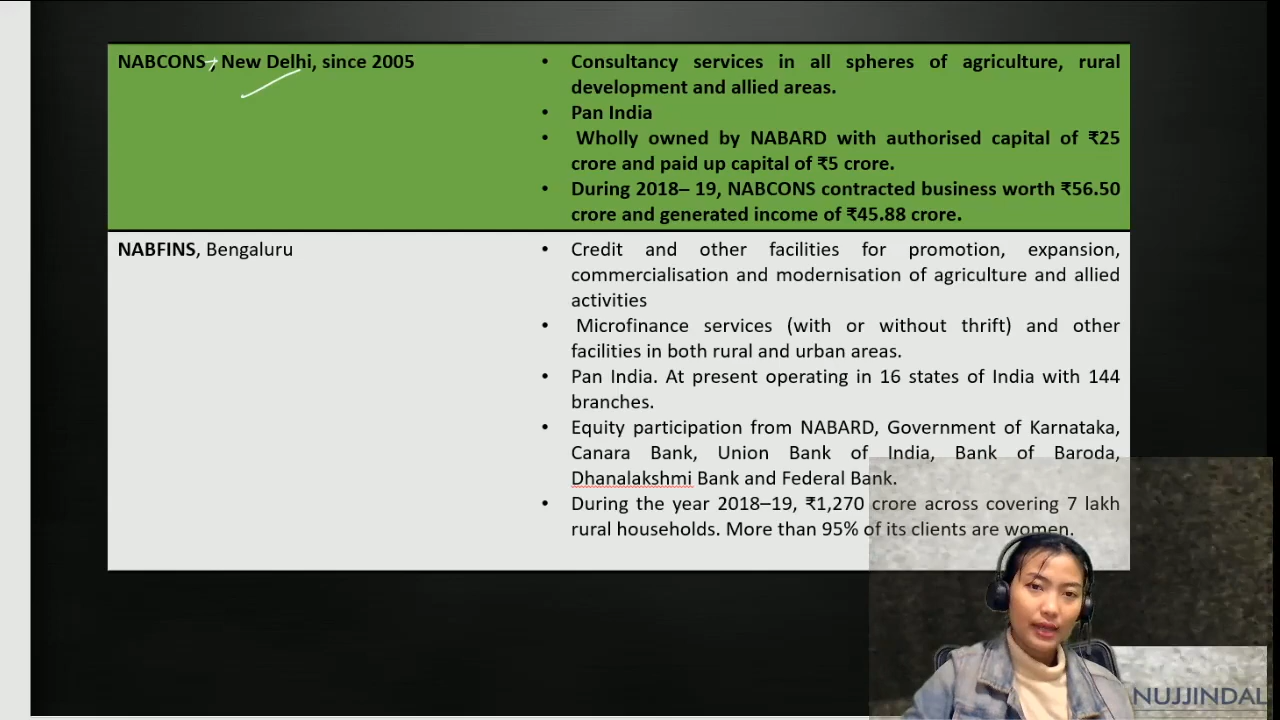 NABCONS , New Delhi, since 2005
• Consultancy services in all spheres of agriculture, rural
development and allied areas.
• Pan India
• Wholly owned by NABARD with authorised capital of ₹25
crore and paid up capital of ₹5 crore.
• During 2018– 19, NABCONS contracted business worth ₹56.50
crore and generated income of ₹45.88 crore.
NABFINS, Bengaluru
• Credit and other facilities for promotion, expansion,
commercialisation and modernisation of agriculture and allied
activities
• Microfinance services (with or without thrift) and other
facilities in both rural and urban areas.
• Pan India. At present operating in 16 states of India with 144
branches.
• Equity participation from NABARD, Government of Karnataka,
Canara Bank, Union Bank of India, Bank of Baroda,
Dhanalakshmi Bank and Federal Bank.
• During the year 2018–19, ₹1,270 crore across covering 7 lakh
rural households. More than 95% of its clients are women.
NUJJINDAL